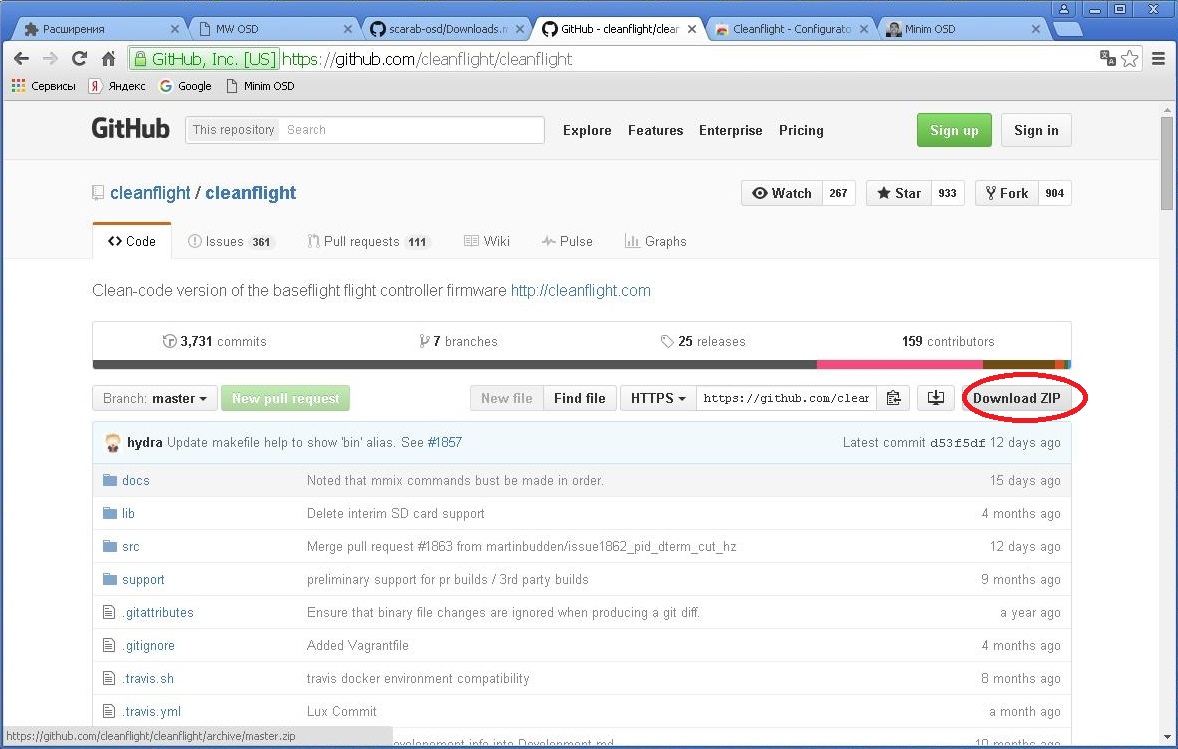 Расширения
MW OSD
scarab-osd/Downloads.m
GitHub - cleanflight/clear
Cleanflight - Configurato
Minim OSD
GitHub, Inc. [US] https://github.com/cleanflight/cleanflight
Сервисы Яндекс Google Minim OSD
GitHub This repository Search Explore Features Enterprise Pricing Sign up Sign in
cleanflight / cleanflight Watch 267 Star 933 Fork 904
Code Issues 361 Pull requests 111 Wiki Pulse Graphs
Clean-code version of the baseflight flight controller firmware http://cleanflight.com
3,731 commits 7 branches 25 releases 159 contributors
Branch: master New pull request New file Find file HTTPS https://github.com/clear Download ZIP
hydra Update makefile help to show 'bin' alias. See #1857 Latest commit d53f5df 12 days ago
docs Noted that mmix commands bust be made in order. 15 days ago
lib Delete interim SD card support 4 months ago
src Merge pull request #1863 from martinbudden/issue1862_pid_dterm_cut_hz 12 days ago
support preliminary support for pr builds / 3rd party builds 9 months ago
.gitattributes Ensure that binary file changes are ignored when producing a git diff. a year ago
.gitignore Added Vagrantfile 4 months ago
.travis.sh travis docker environment compatibility 8 months ago
.travis.yml Lux Commit a month ago
https://github.com/cleanflight/cleanflight/archive/master.zip
info into Development.md 10 months ago